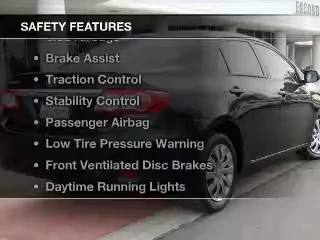 ESCOND
SAFETY FEATURES
• Brake Assist
• Traction Control
• Stability Control
• Passenger Airbag
• Low Tire Pressure Warning
• Front Ventilated Disc Brakes
• Daytime Running Lights